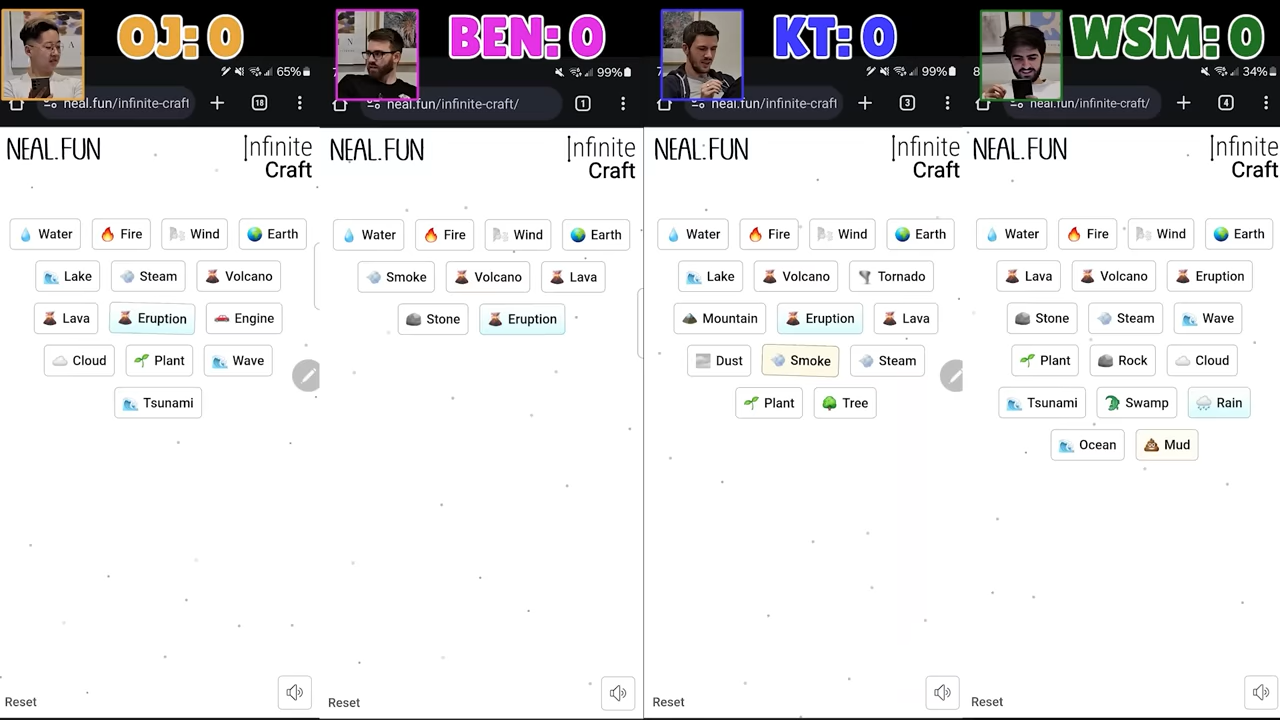 OJ: 0
65%
neal.fun/infinite-craft
18
NEAL.FUN
Infinite
Craft
Water Fire Wind Earth
Lake Steam Volcano
Lava Eruption Engine
Cloud Plant Wave
Tsunami
Reset
BEN: 0
99%
neal.fun/infinite-craft/
1
NEAL.FUN
Infinite
Craft
Water Fire Wind Earth
Smoke Volcano Lava
Stone Eruption
Reset
KT: 0
99%
neal.fun/infinite-craft
3
NEAL.FUN
Infinite
Craft
Water Fire Wind Earth
Lake Volcano Tornado
Mountain Eruption Lava
Dust Smoke Steam
Plant Tree
Reset
WSM: 0
34%
neal.fun/infinite-craft/
4
NEAL.FUN
Infinite
Craft
Water Fire Wind Earth
Lava Volcano Eruption
Stone Steam Wave
Plant Rock Cloud
Tsunami Swamp Rain
Ocean Mud
Reset